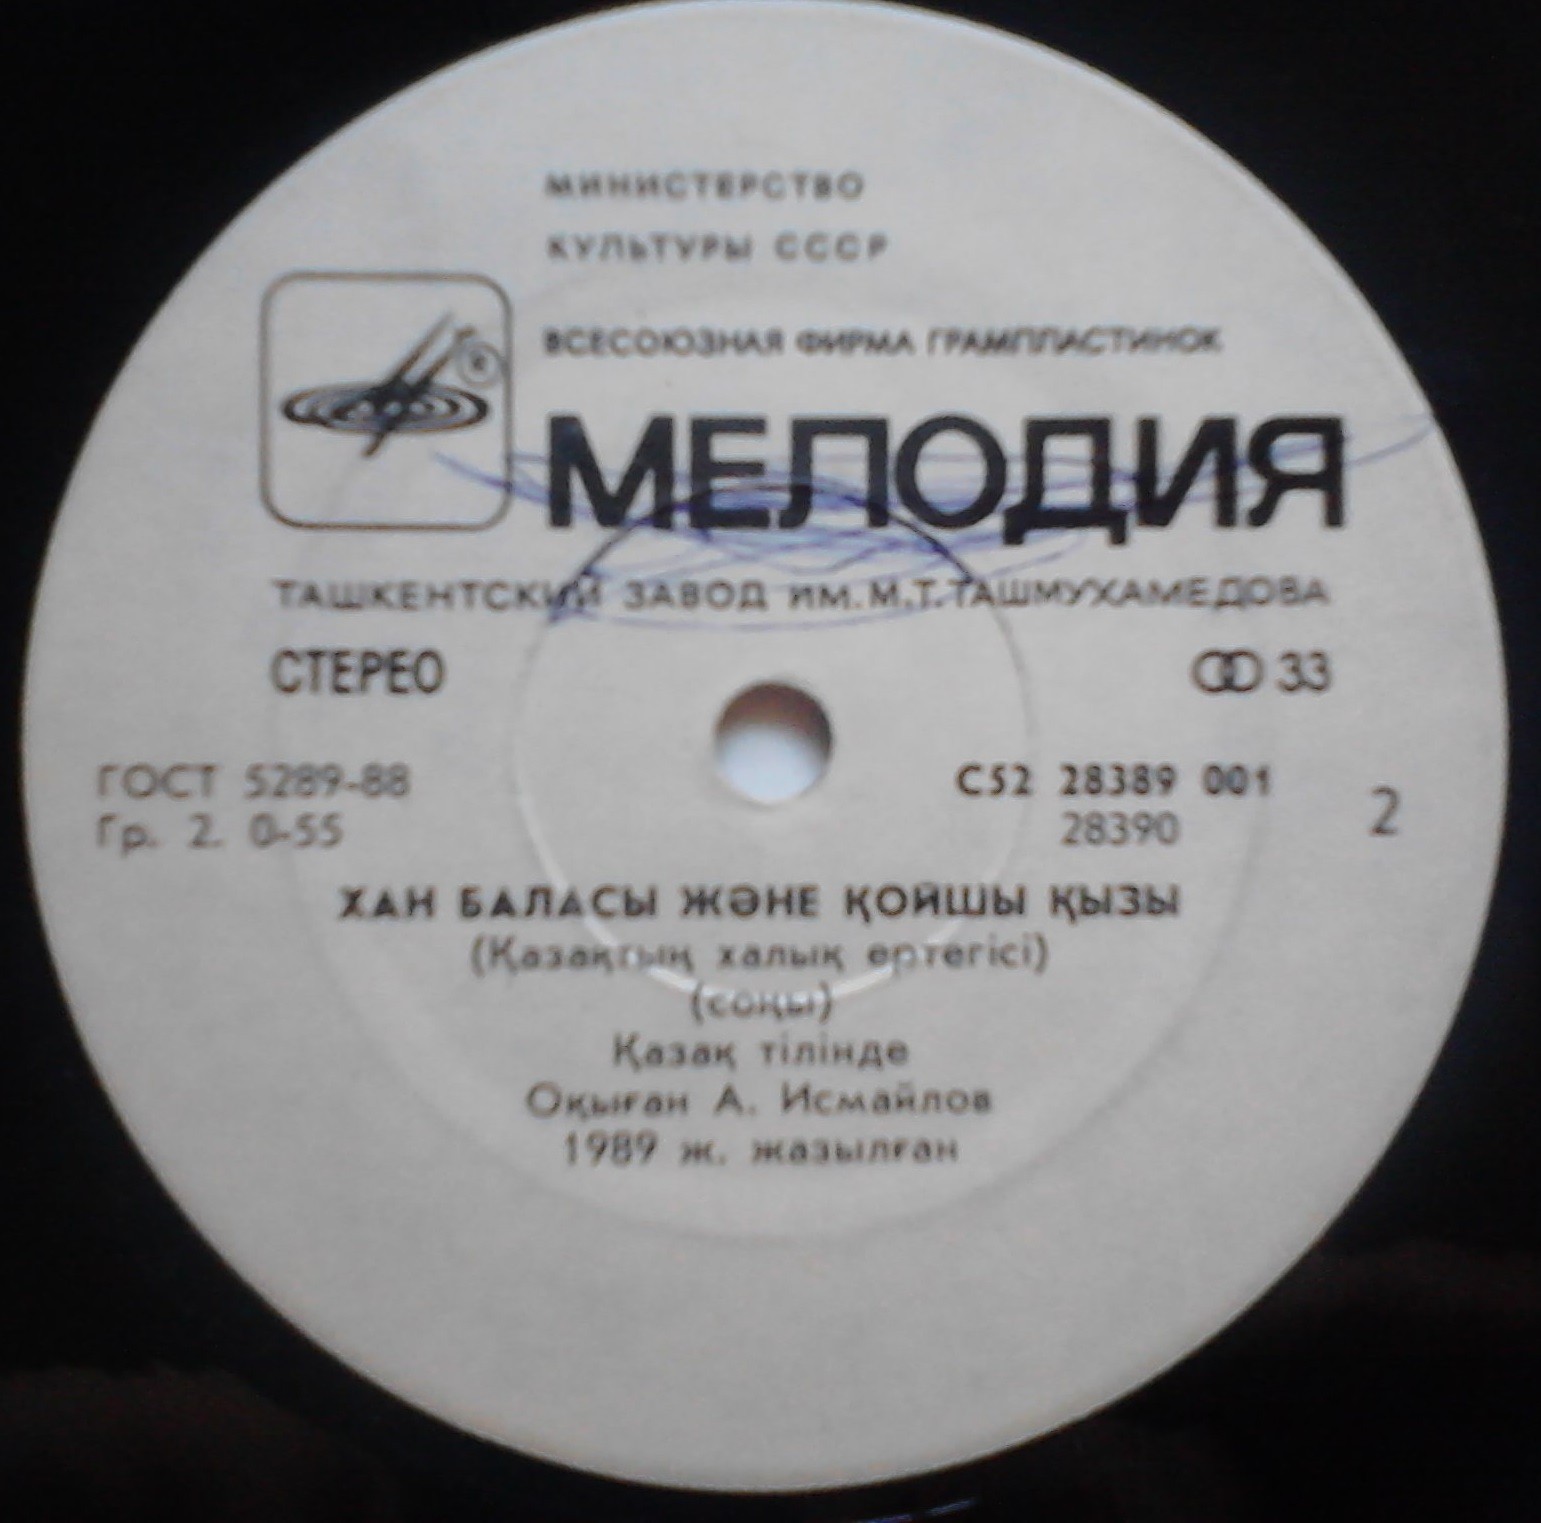 МИНИСТЕРСТВО
КУЛЬТУРЫ СССР
ВСЕСОЮЗНАЯ ФИРМА ГРАМПЛАСТИНОК
МЕЛОДИЯ
ТАШКЕНТСКИЙ ЗАВОД ИМ. М.Т.ТАШМУХАМЕДОВА
СТЕРЕО 33
ГОСТ 5289-88 С52 28389 001
Гр. 2. 0-55 28390 2
ХАН БАЛАСЫ ЖӘНЕ ҚОЙШЫ ҚЫЗЫ
(Қазақтың халық ертегісі)
(соңы)
Қазақ тілінде
Оқыған А. Исмайлов
1989 ж. жазылған